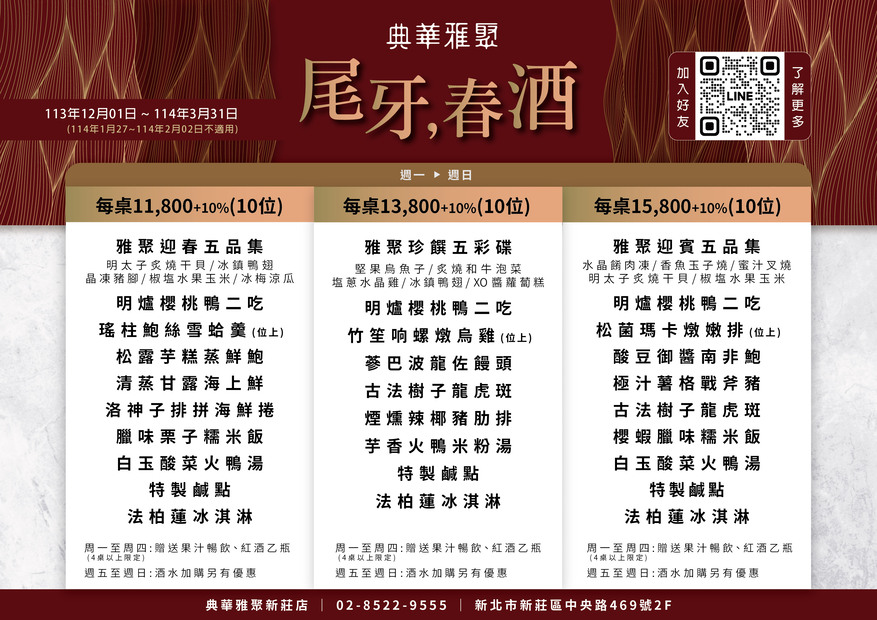 典華雅聚
尾牙,春酒
113年12月01日 ~ 114年3月31日
(114年1月27~114年2月02日不適用)
加入好友
LINE
了解更多
週一 ▶ 週日
每桌11,800+10%(10位)
雅聚迎春五品集
明太子炙燒干貝/冰鎮鴨翅
晶凍豬腳/椒塩水果玉米/冰梅涼瓜
明爐櫻桃鴨二吃
瑤柱鮑絲雪蛤羹(位上)
松露芋糕蒸鮮鮑
清蒸甘露海上鮮
洛神子排拼海鮮捲
臘味栗子糯米飯
白玉酸菜火鴨湯
特製鹹點
法柏蓮冰淇淋
周一至周四:贈送果汁暢飲、紅酒乙瓶
(4桌以上限定)
週五至週日:酒水加購另有優惠
每桌13,800+10%(10位)
雅聚珍饌五彩碟
堅果烏魚子/炙燒和牛泡菜
塩蔥水晶雞/冰鎮鴨翅/XO醬蘿蔔糕
明爐櫻桃鴨二吃
竹笙响螺燉烏雞(位上)
蔘巴波龍佐饅頭
古法樹子龍虎斑
煙燻辣椰豬肋排
芋香火鴨米粉湯
特製鹹點
法柏蓮冰淇淋
周一至周四:贈送果汁暢飲、紅酒乙瓶
(4桌以上限定)
週五至週日:酒水加購另有優惠
每桌15,800+10%(10位)
雅聚迎賓五品集
水晶餚肉凍/香魚玉子燒/蜜汁叉燒
明太子炙燒干貝/椒塩水果玉米
明爐櫻桃鴨二吃
松茵瑪卡燉嫩排(位上)
酸豆御醬南非鮑
極汁薯格戰斧豬
古法樹子龍虎斑
櫻蝦臘味糯米飯
白玉酸菜火鴨湯
特製鹹點
法柏蓮冰淇淋
周一至周四:贈送果汁暢飲、紅酒乙瓶
(4桌以上限定)
週五至週日:酒水加購另有優惠
典華雅聚新莊店 | 02-8522-9555 | 新北市新莊區中央路469號2F